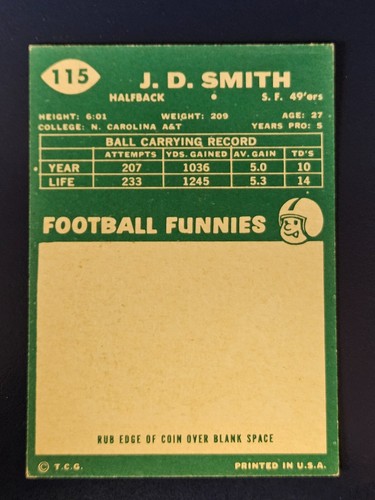 115
J. D. SMITH
HALFBACK S. F. 49'ers
HEIGHT: 6:01 WEIGHT: 209 AGE: 27
COLLEGE: N. CAROLINA A&T YEARS PRO: 5
BALL CARRYING RECORD
ATTEMPTS YDS. GAINED AV. GAIN TD'S
YEAR 207 1036 5.0 10
LIFE 233 1245 5.3 14
FOOTBALL FUNNIES
RUB EDGE OF COIN OVER BLANK SPACE
© T.C.G. PRINTED IN U.S.A.